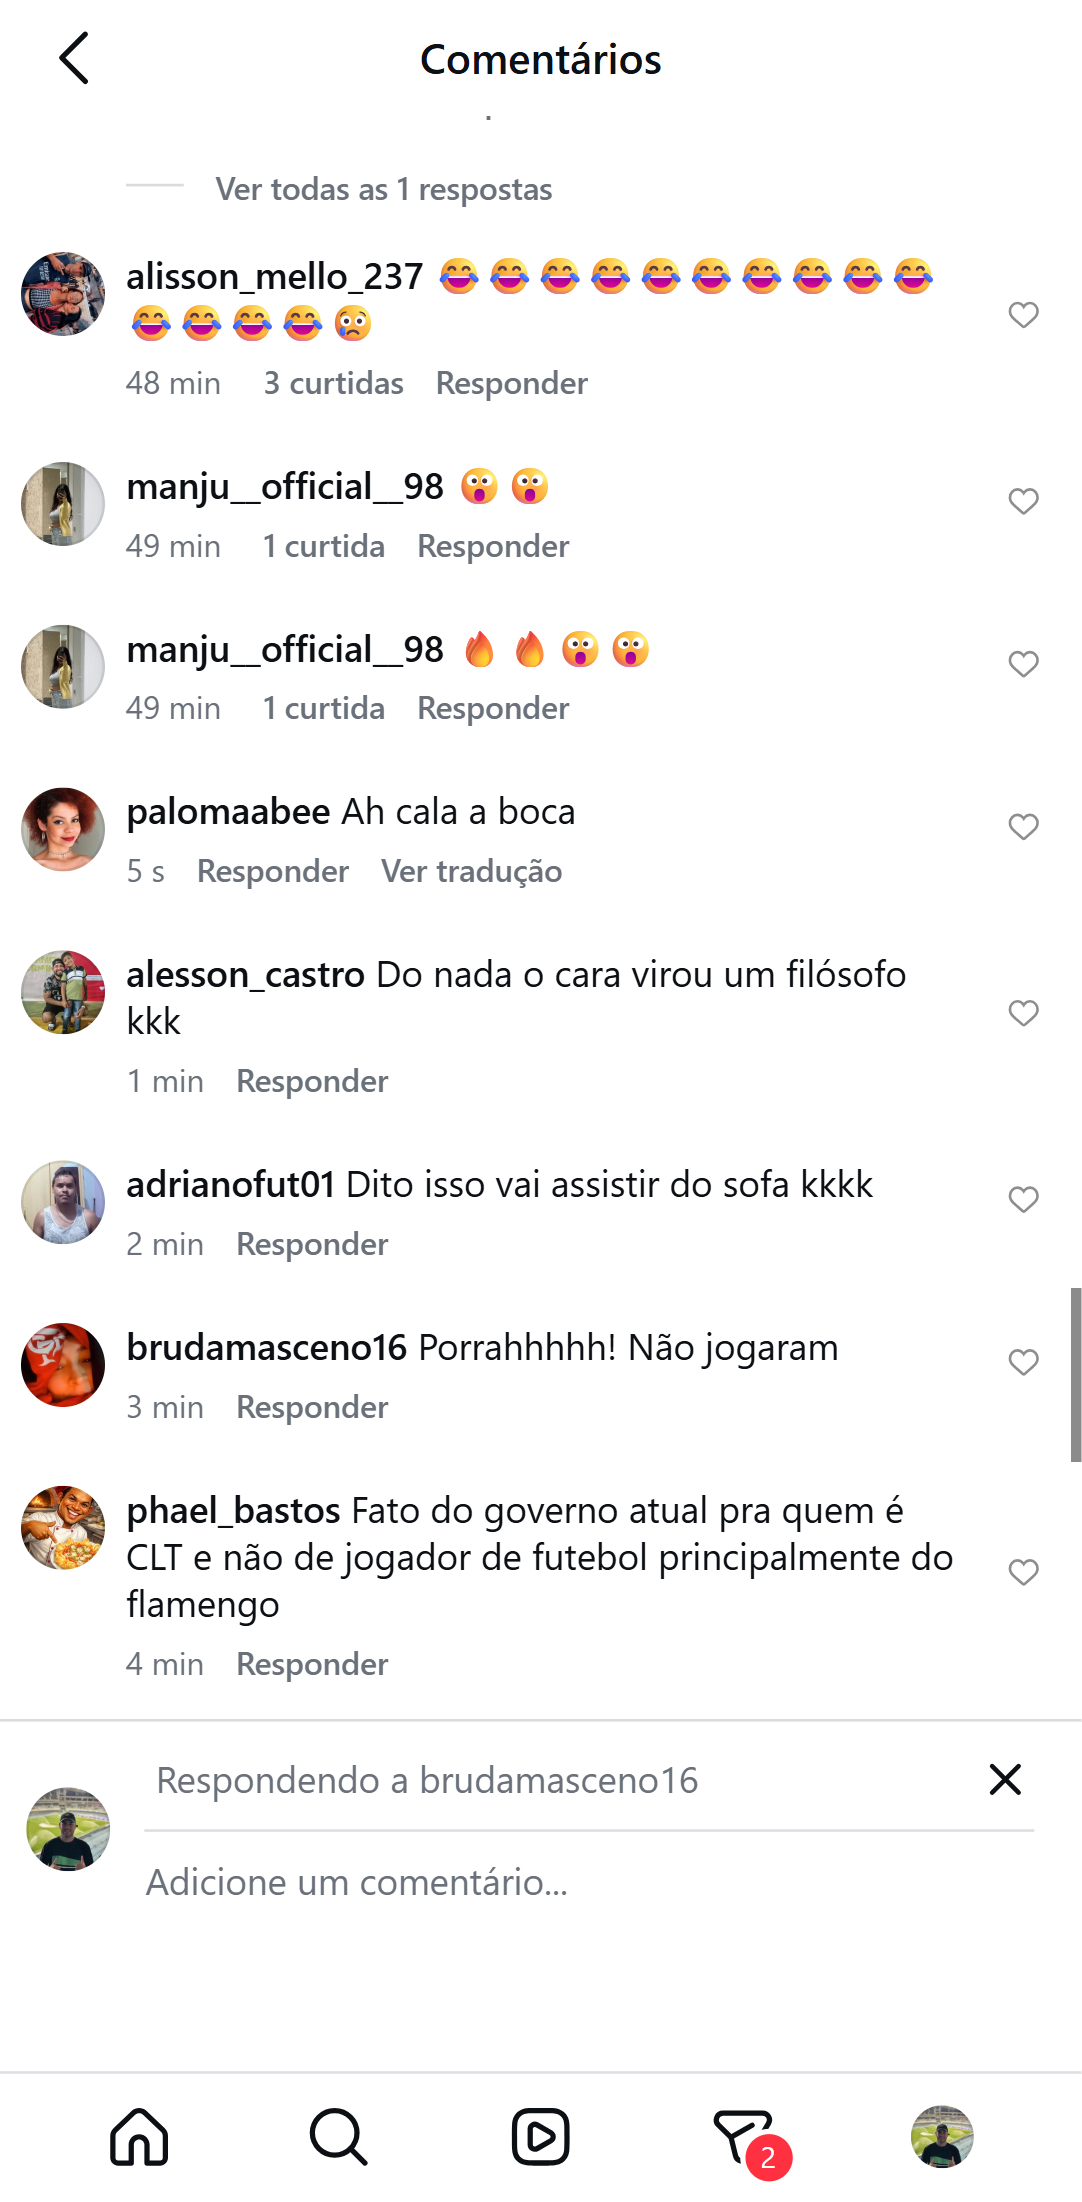 Comentários
Ver todas as 1 respostas
alisson_mello_237 😂😂😂😂😂😂😂😂😂😂
😂😂😂😂😢
48 min 3 curtidas Responder
manju__official__98 😲😲
49 min 1 curtida Responder
manju__official__98 🔥🔥😲😲
49 min 1 curtida Responder
palomaabee Ah cala a boca
5 s Responder Ver tradução
alesson_castro Do nada o cara virou um filósofo
kkk
1 min Responder
adrianofut01 Dito isso vai assistir do sofa kkkk
2 min Responder
brudamasceno16 Porrahhhhh! Não jogaram
3 min Responder
phael_bastos Fato do governo atual pra quem é
CLT e não de jogador de futebol principalmente do
flamengo
4 min Responder
Respondendo a brudamasceno16
Adicione um comentário...
2